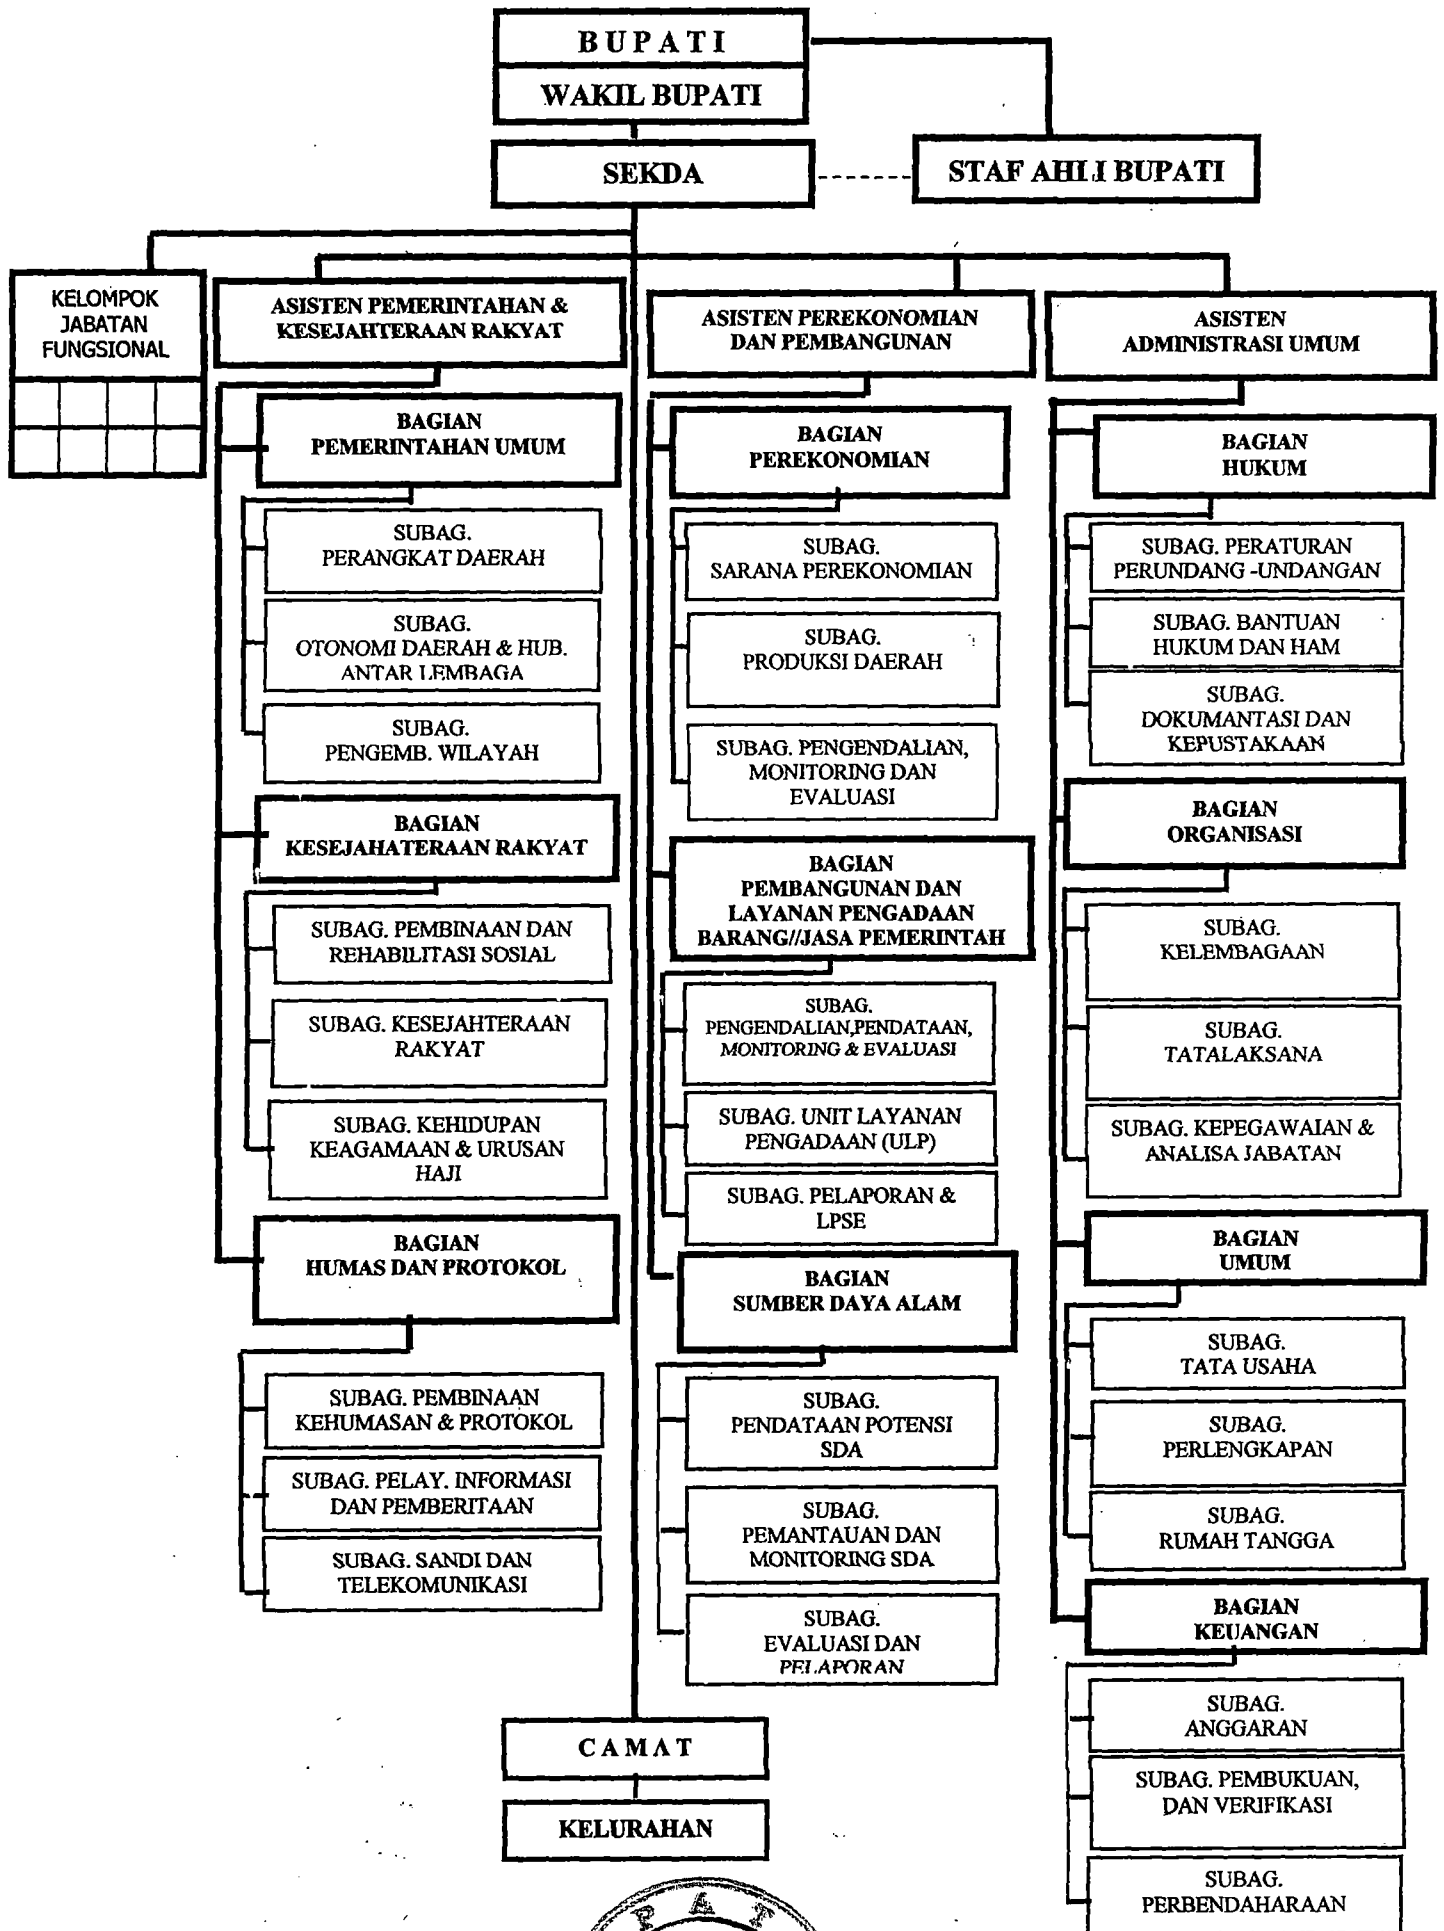 BUPATI
WAKIL BUPATI
SEKDA
STAF AHLI BUPATI
KELOMPOK
JABATAN
FUNGSIONAL
ASISTEN PEMERINTAHAN &
KESEJAHTERAAN RAKYAT
BAGIAN
PEMERINTAHAN UMUM
SUBAG.
PERANGKAT DAERAH
SUBAG.
OTONOMI DAERAH & HUB.
ANTAR LEMBAGA
SUBAG.
PENGEMB. WILAYAH
BAGIAN
KESEJAHATERAAN RAKYAT
SUBAG. PEMBINAAN DAN
REHABILITASI SOSIAL
SUBAG. KESEJAHTERAAN
RAKYAT
SUBAG. KEHIDUPAN
KEAGAMAAN & URUSAN
HAJI
BAGIAN
HUMAS DAN PROTOKOL
SUBAG. PEMBINAAN
KEHUMASAN & PROTOKOL
SUBAG. PELAY. INFORMASI
DAN PEMBERITAAN
SUBAG. SANDI DAN
TELEKOMUNIKASI
ASISTEN PEREKONOMIAN
DAN PEMBANGUNAN
BAGIAN
PEREKONOMIAN
SUBAG.
SARANA PEREKONOMIAN
SUBAG.
PRODUKSI DAERAH
SUBAG. PENGENDALIAN,
MONITORING DAN
EVALUASI
BAGIAN
PEMBANGUNAN DAN
LAYANAN PENGADAAN
BARANG//JASA PEMERINTAH
SUBAG.
PENGENDALIAN,PENDATAAN,
MONITORING & EVALUASI
SUBAG. UNIT LAYANAN
PENGADAAN (ULP)
SUBAG. PELAPORAN &
LPSE
BAGIAN
SUMBER DAYA ALAM
SUBAG.
PENDATAAN POTENSI
SDA
SUBAG.
PEMANTAUAN DAN
MONITORING SDA
SUBAG.
EVALUASI DAN
PELAPORAN
ASISTEN
ADMINISTRASI UMUM
BAGIAN
HUKUM
SUBAG. PERATURAN
PERUNDANG -UNDANGAN
SUBAG. BANTUAN
HUKUM DAN HAM
SUBAG.
DOKUMANTASI DAN
KEPUSTAKAAN
BAGIAN
ORGANISASI
SUBAG.
KELEMBAGAAN
SUBAG.
TATALAKSANA
SUBAG. KEPEGAWAIAN &
ANALISA JABATAN
BAGIAN
UMUM
SUBAG.
TATA USAHA
SUBAG.
PERLENGKAPAN
SUBAG.
RUMAH TANGGA
BAGIAN
KEUANGAN
SUBAG.
ANGGARAN
SUBAG. PEMBUKUAN,
DAN VERIFIKASI
SUBAG.
PERBENDAHARAAN
CAMAT
KELURAHAN
P A T